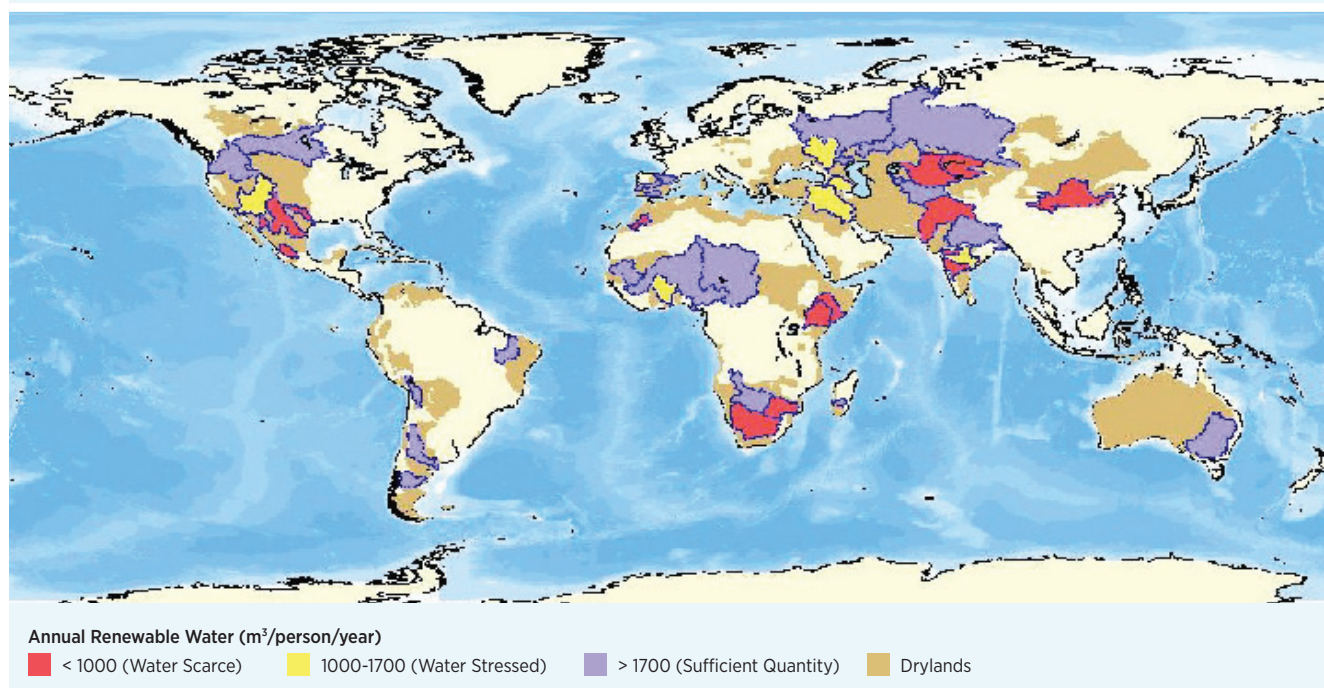 Annual Renewable Water (m³/person/year)
< 1000 (Water Scarce) 1000-1700 (Water Stressed) > 1700 (Sufficient Quantity) Drylands